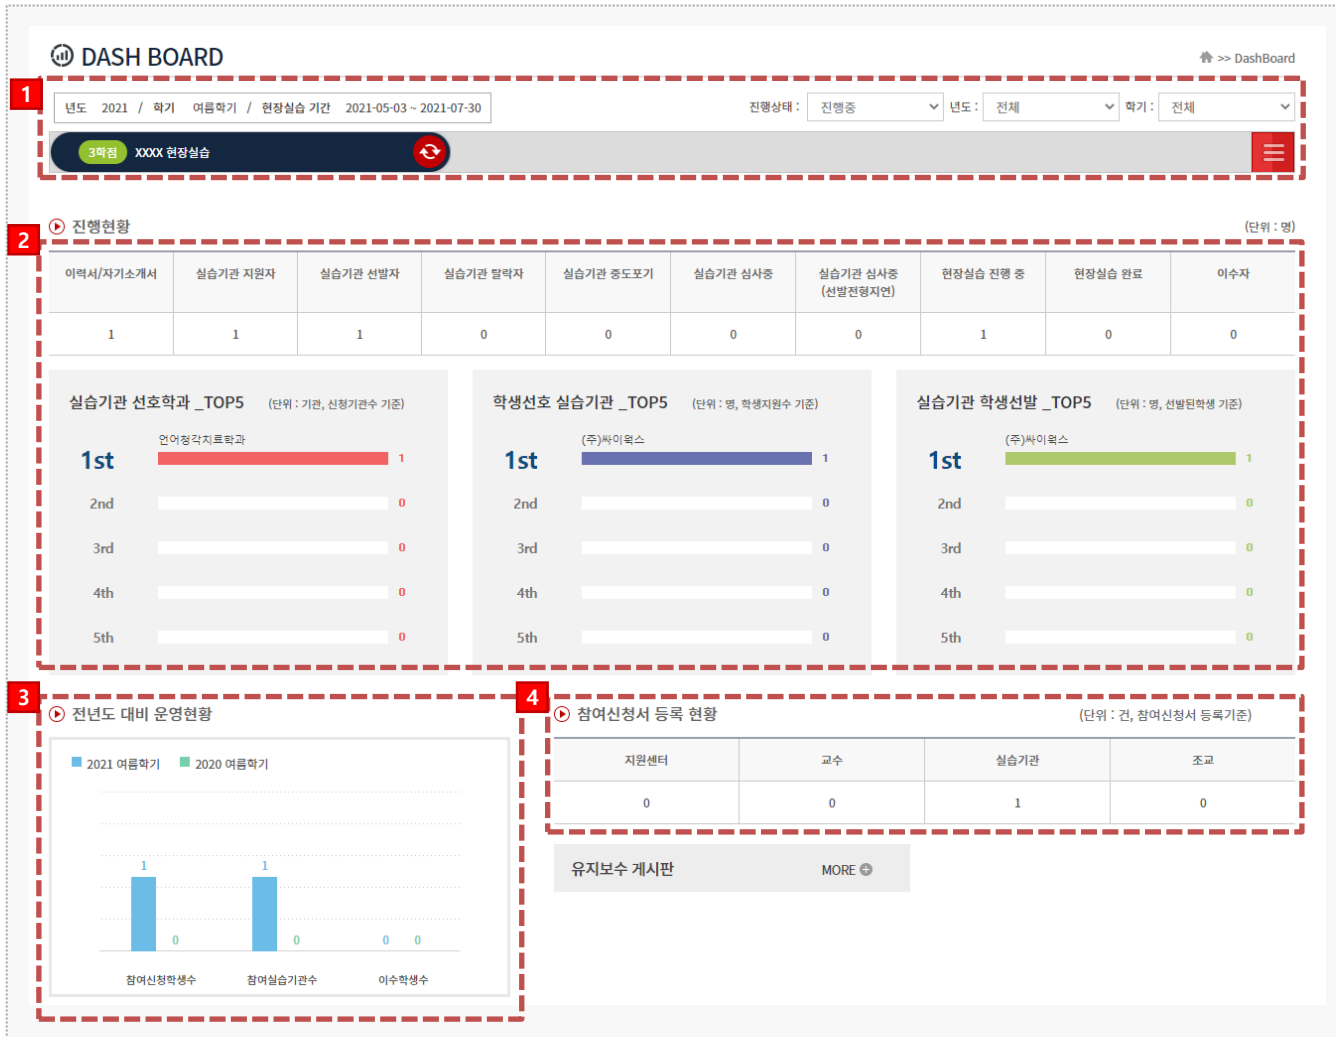 DASH BOARD
>> DashBoard
1
년도 2021 / 학기 여름학기 / 현장실습 기간 2021-05-03 ~ 2021-07-30
진행상태 : 진행중 년도 : 전체 학기 : 전체
3학점 XXXX 현장실습
2
진행현황
(단위 : 명)
이력서/자기소개서 실습기관 지원자 실습기관 선발자 실습기관 탈락자 실습기관 중도포기 실습기관 심사중 실습기관 심사중 현장실습 진행 중 현장실습 완료 이수자
(선발전형지연)
1 1 1 0 0 0 0 1 0 0
실습기관 선호학과 _TOP5 (단위 : 기관, 신청기관수 기준)
언어청각치료학과
1st 1
2nd 0
3rd 0
4th 0
5th 0
학생선호 실습기관 _TOP5 (단위 : 명, 학생지원수 기준)
(주)싸이웍스
1st 1
2nd 0
3rd 0
4th 0
5th 0
실습기관 학생선발 _TOP5 (단위 : 명, 선발된학생 기준)
(주)싸이웍스
1st 1
2nd 0
3rd 0
4th 0
5th 0
3
전년도 대비 운영현황
2021 여름학기 2020 여름학기
1 0 1 0 0 0
참여신청학생수 참여실습기관수 이수학생수
4
참여신청서 등록 현황
(단위 : 건, 참여신청서 등록기준)
지원센터 교수 실습기관 조교
0 0 1 0
유지보수 게시판 MORE